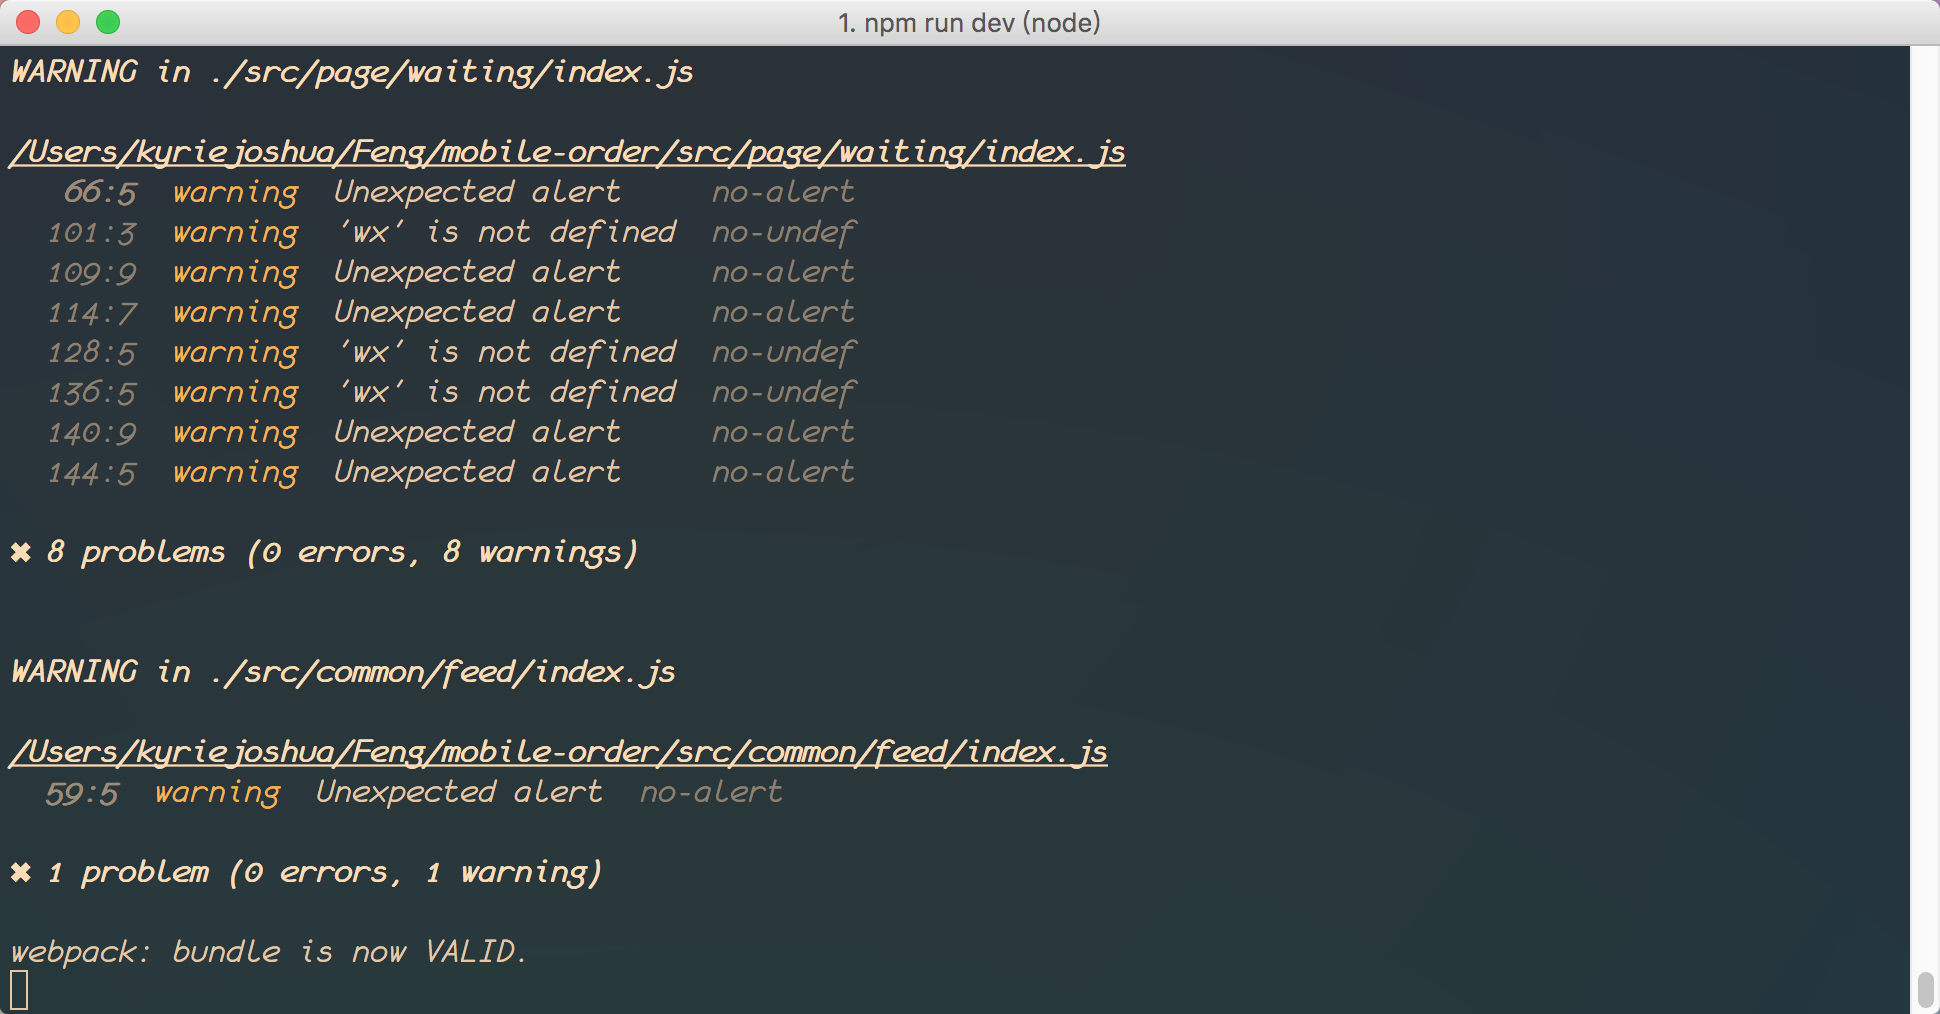 1. npm run dev (node)
WARNING in ./src/page/waiting/index.js
/Users/kyriejoshua/Feng/mobile-order/src/page/waiting/index.js
66:5 warning Unexpected alert no-alert
101:3 warning 'wx' is not defined no-undef
109:9 warning Unexpected alert no-alert
114:7 warning Unexpected alert no-alert
128:5 warning 'wx' is not defined no-undef
136:5 warning 'wx' is not defined no-undef
140:9 warning Unexpected alert no-alert
144:5 warning Unexpected alert no-alert
✖ 8 problems (0 errors, 8 warnings)
WARNING in ./src/common/feed/index.js
/Users/kyriejoshua/Feng/mobile-order/src/common/feed/index.js
59:5 warning Unexpected alert no-alert
✖ 1 problem (0 errors, 1 warning)
webpack: bundle is now VALID.